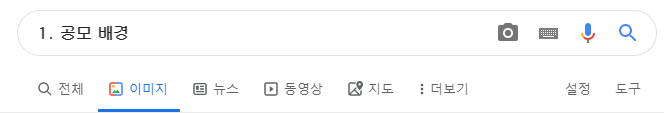 1. 공모 배경
전체 이미지 뉴스 동영상 지도 더보기 설정 도구